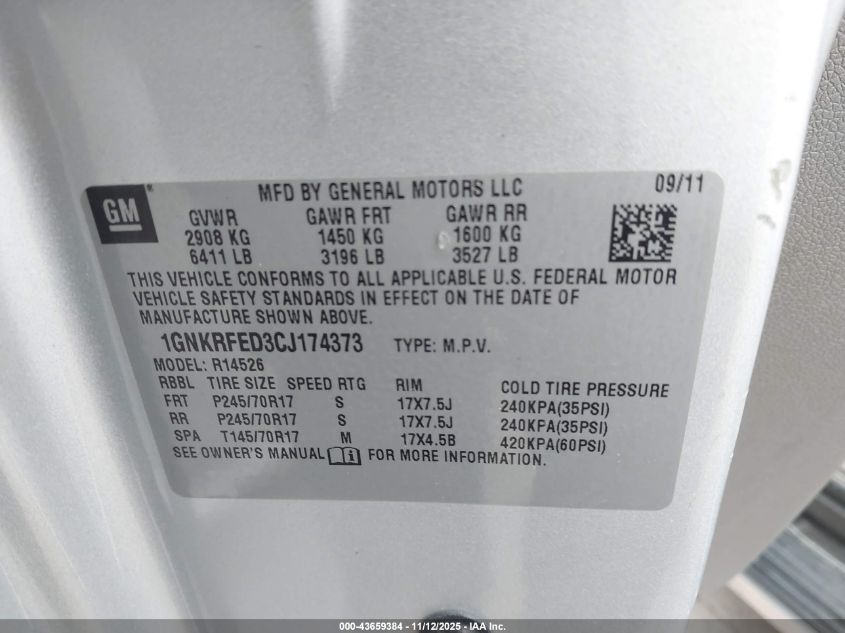 GM
MFD BY GENERAL MOTORS LLC 09/11
GVWR GAWR FRT GAWR RR
2908 KG 1450 KG 1600 KG
6411 LB 3196 LB 3527 LB
THIS VEHICLE CONFORMS TO ALL APPLICABLE U.S. FEDERAL MOTOR
VEHICLE SAFETY STANDARDS IN EFFECT ON THE DATE OF
MANUFACTURE SHOWN ABOVE.
1GNKRFED3CJ174373 TYPE: M.P.V.
MODEL: R14526
RBBL TIRE SIZE SPEED RTG RIM COLD TIRE PRESSURE
FRT P245/70R17 S 17X7.5J 240KPA(35PSI)
RR P245/70R17 S 17X7.5J 240KPA(35PSI)
SPA T145/70R17 M 17X4.5B 420KPA(60PSI)
SEE OWNER'S MANUAL FOR MORE INFORMATION.
000-43659384 - 11/12/2025 - IAA Inc.